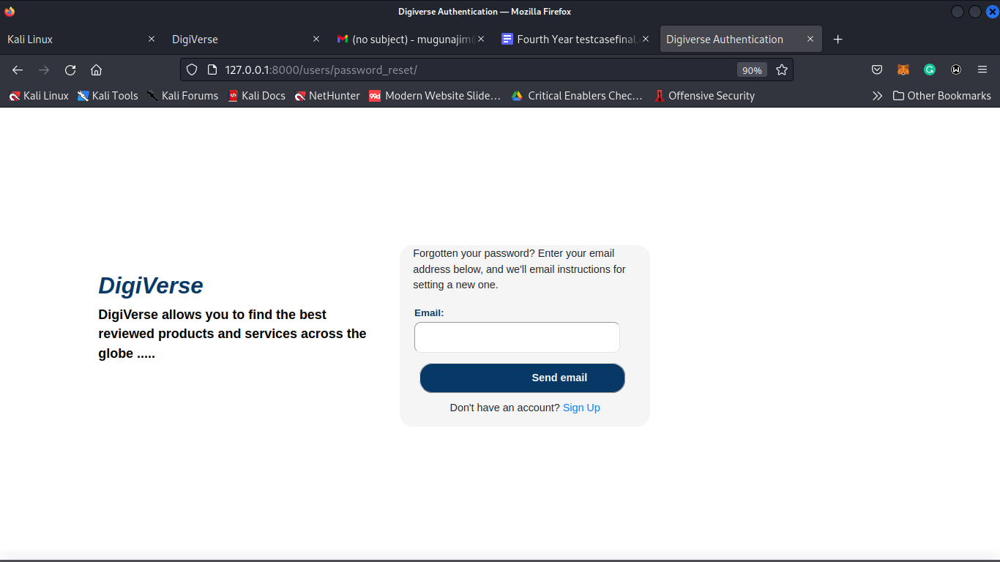 Digiverse Authentication — Mozilla Firefox
Kali Linux
DigiVerse
(no subject) - mugunajim@
Fourth Year testcasefinal.
Digiverse Authentication
127.0.0.1:8000/users/password_reset/
90%
Kali Linux
Kali Tools
Kali Forums
Kali Docs
NetHunter
99d
Modern Website Slide…
Critical Enablers Chec…
Offensive Security
Other Bookmarks
DigiVerse
DigiVerse allows you to find the best
reviewed products and services across the
globe .....
Forgotten your password? Enter your email
address below, and we'll email instructions for
setting a new one.
Email:
Send email
Don't have an account? Sign Up